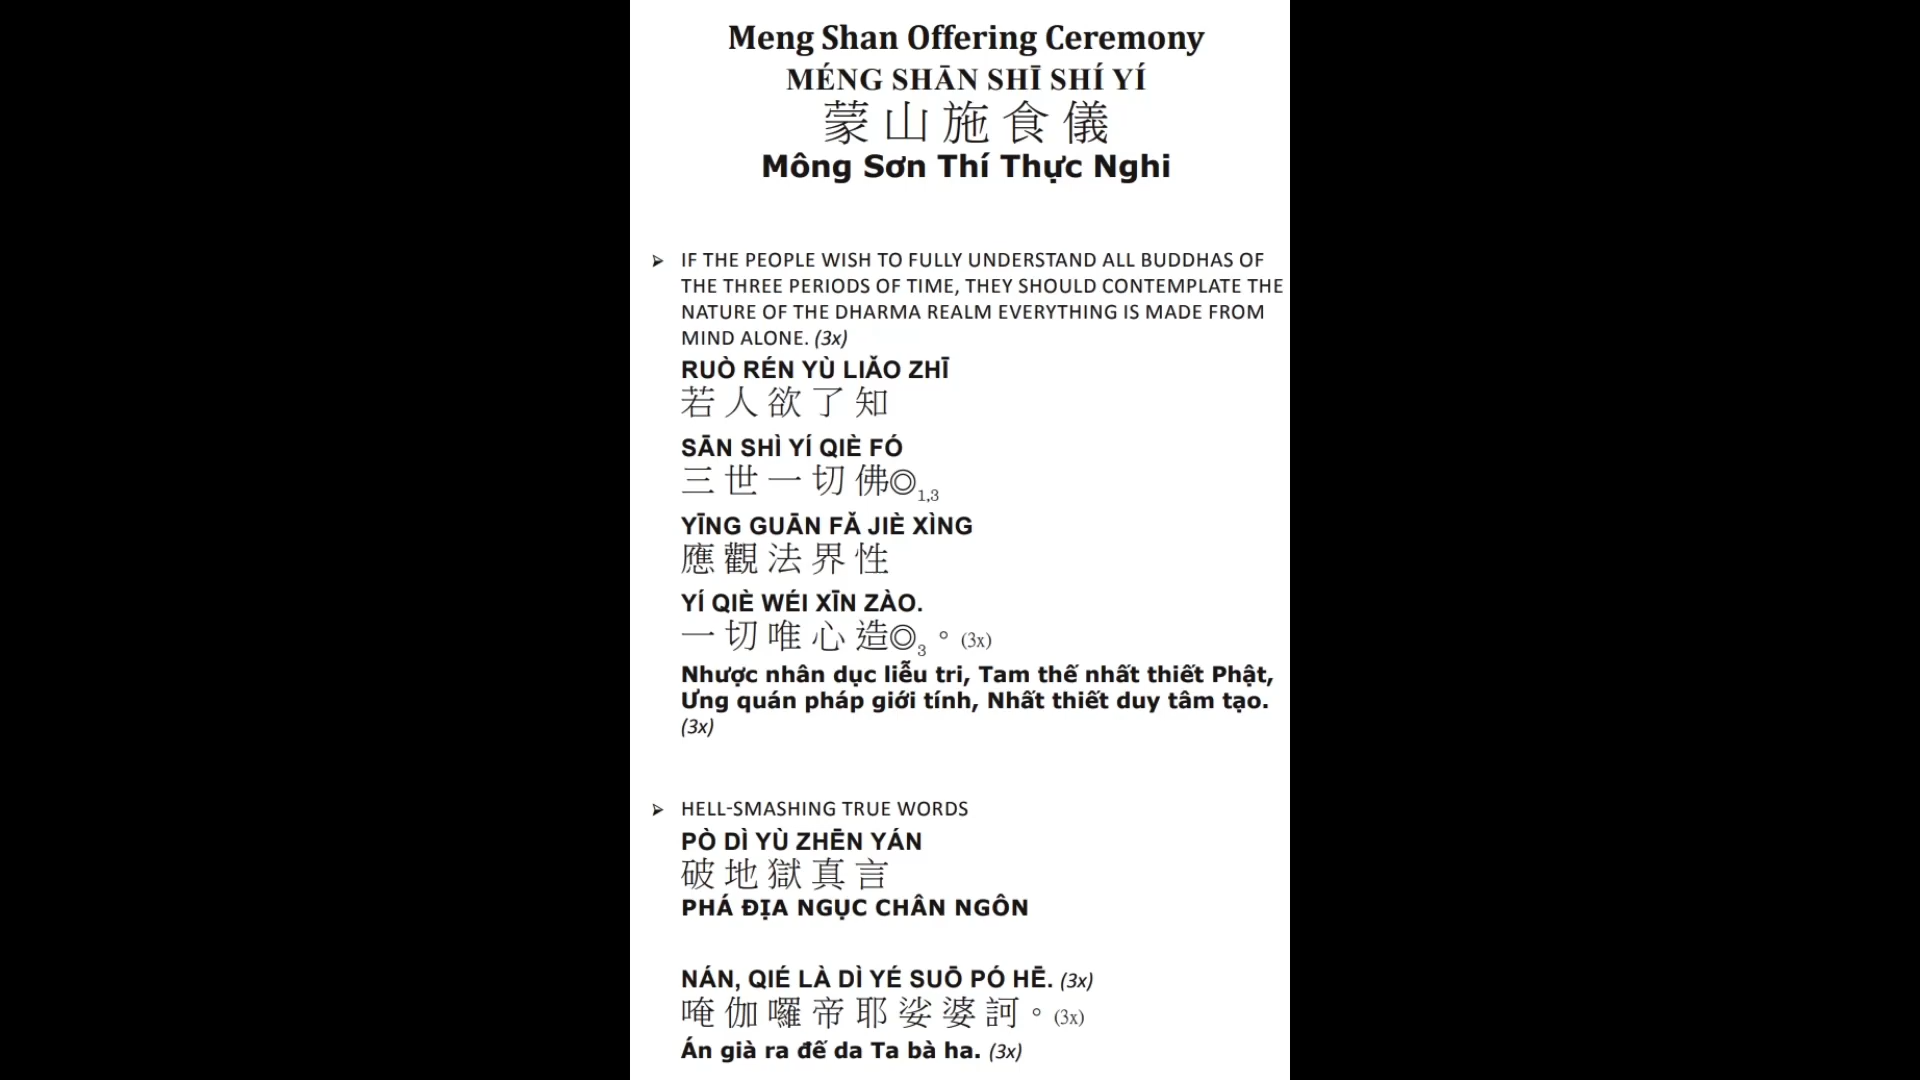 Meng Shan Offering Ceremony
MÉNG SHĀN SHĪ SHÍ YÍ
蒙山施食儀
Mông Sơn Thí Thực Nghi
➢ IF THE PEOPLE WISH TO FULLY UNDERSTAND ALL BUDDHAS OF
THE THREE PERIODS OF TIME, THEY SHOULD CONTEMPLATE THE
NATURE OF THE DHARMA REALM EVERYTHING IS MADE FROM
MIND ALONE. (3x)
RUÒ RÉN YÙ LIǍO ZHĪ
若人欲了知
SĀN SHÌ YÍ QIÈ FÓ
三世一切佛◎1,3
YĪNG GUĀN FǍ JIÈ XÌNG
應觀法界性
YÍ QIÈ WÉI XĪN ZÀO.
一切唯心造◎3。(3x)
Nhược nhân dục liễu tri, Tam thế nhất thiết Phật,
Ưng quán pháp giới tính, Nhất thiết duy tâm tạo.
(3x)
➢ HELL-SMASHING TRUE WORDS
PÒ DÌ YÙ ZHĒN YÁN
破地獄真言
PHÁ ĐỊA NGỤC CHÂN NGÔN
NÁN, QIÉ LÀ DÌ YÉ SUŌ PÓ HĒ. (3x)
唵伽囉帝耶娑婆訶。(3x)
Án già ra đế da Ta bà ha. (3x)